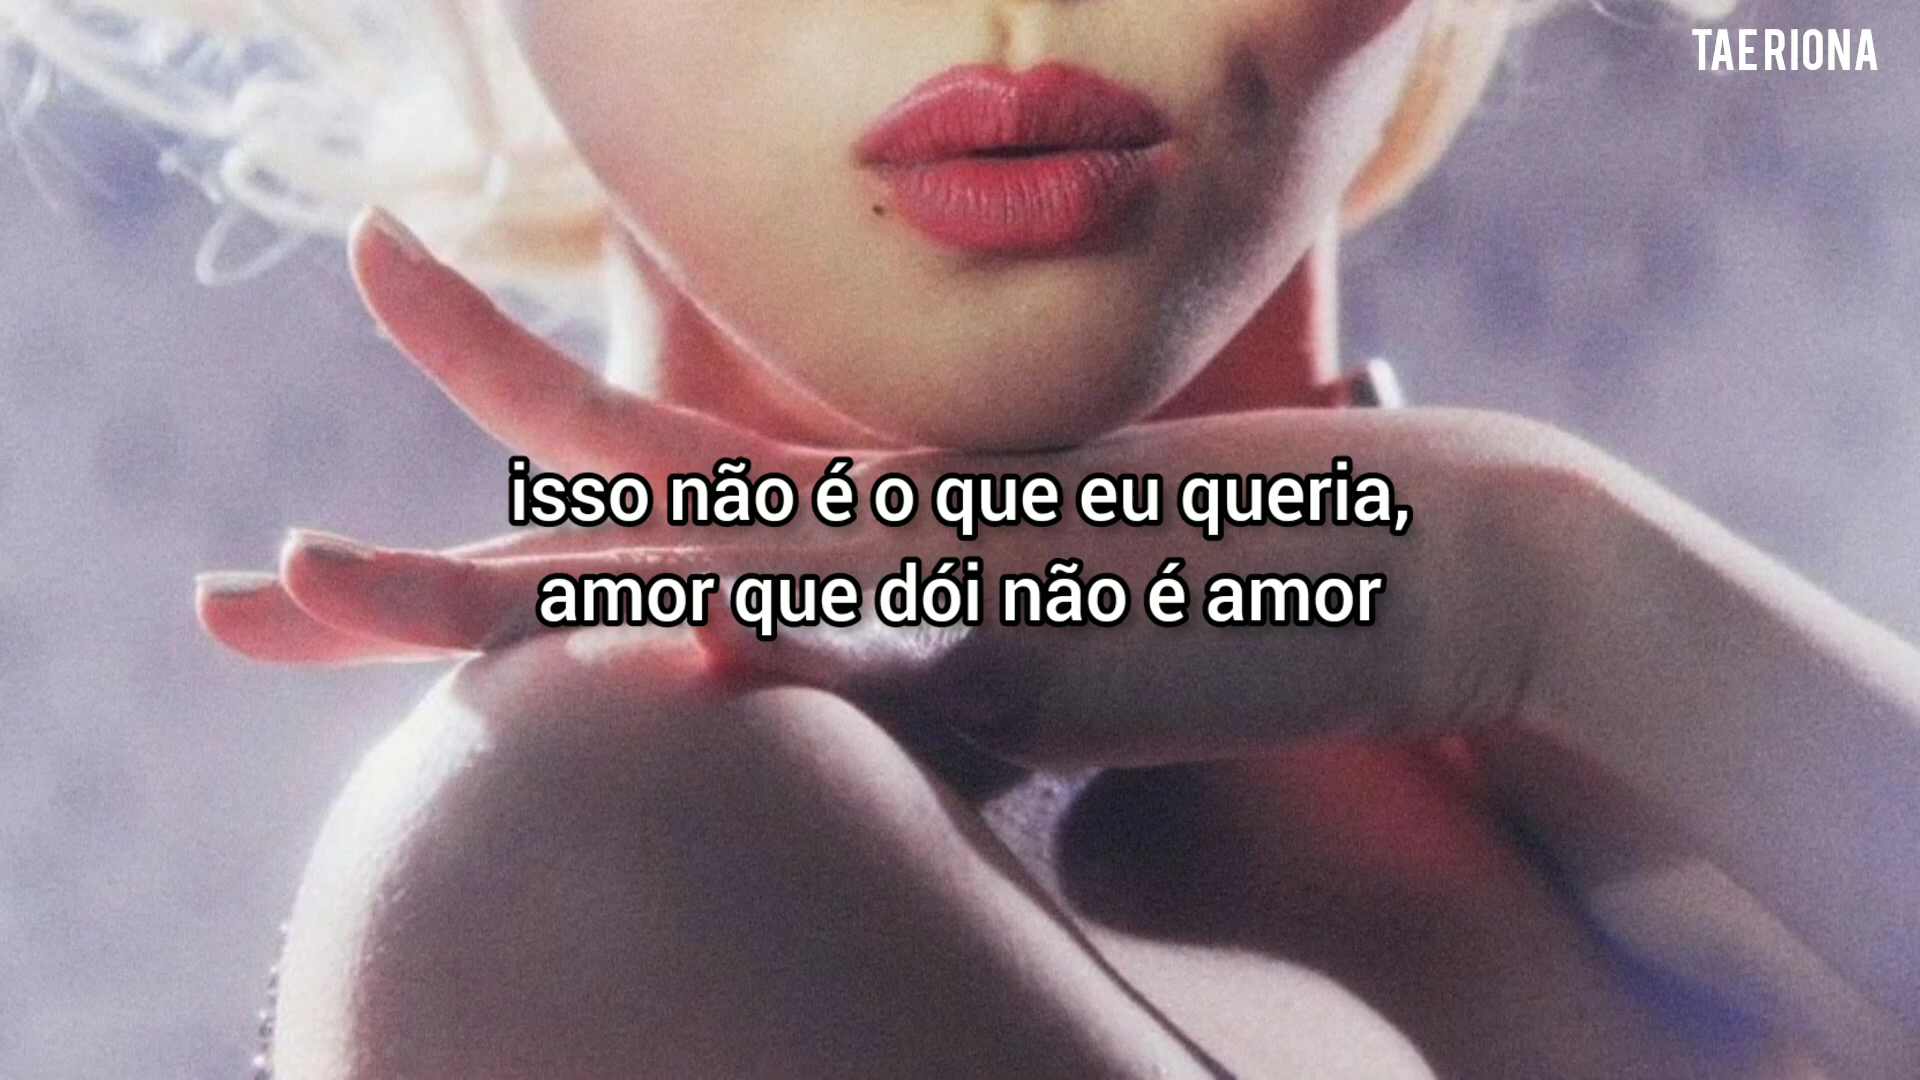 TAERIONA
isso não é o que eu queria,
amor que dói não é amor